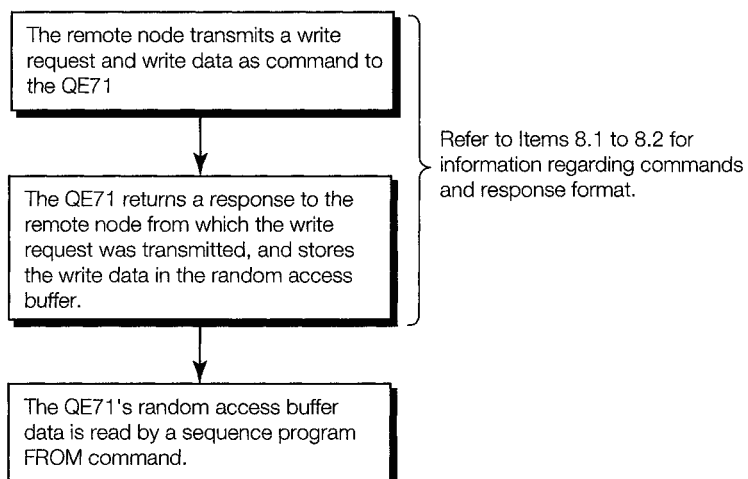 The remote node transmits a write
request and write data as command to
the QE71
Refer to Items 8.1 to 8.2 for
information regarding commands
and response format.
The QE71 returns a response to the
remote node from which the write
request was transmitted, and stores
the write data in the random access
buffer.
The QE71's random access buffer
data is read by a sequence program
FROM command.